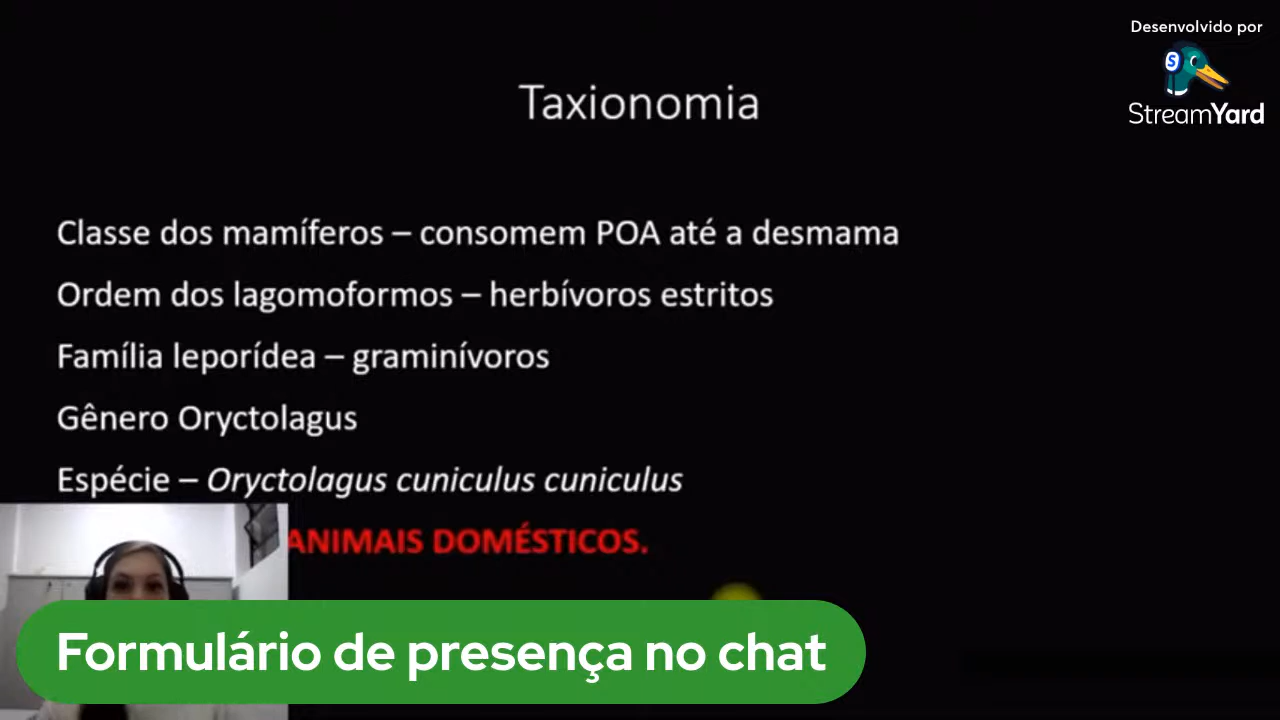 Desenvolvido por
StreamYard
Taxionomia
Classe dos mamíferos – consomem POA até a desmama
Ordem dos lagomoformos – herbívoros estritos
Família leporídea – graminívoros
Gênero Oryctolagus
Espécie – Oryctolagus cuniculus cuniculus
ANIMAIS DOMÉSTICOS.
Formulário de presença no chat